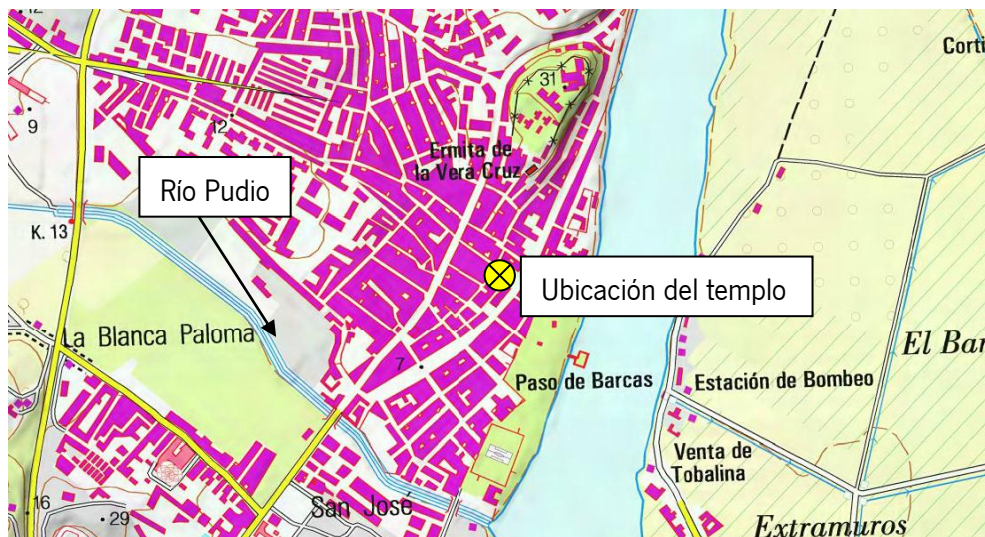 12
Corti
31
9
12
Ermita de
la Vera Cruz
Río Pudio
K. 13
Ubicación del templo
La Blanca Paloma
El Bar
7
Paso de Barcas
Estación de Bombeo
Venta de
Tobalina
San José
16
29
Extramuros